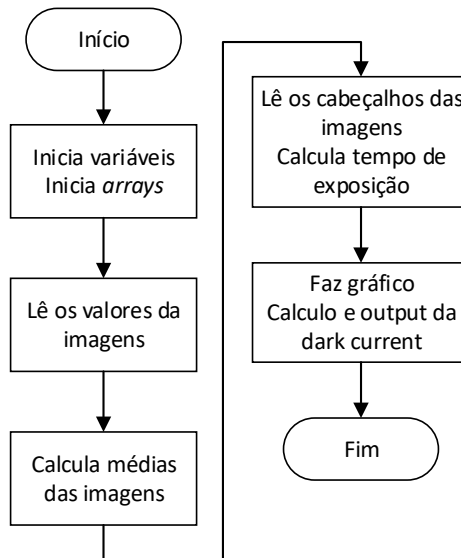 Início
Inicia variáveis
Inicia arrays
Lê os valores da
imagens
Calcula médias
das imagens
Lê os cabeçalhos das
imagens
Calcula tempo de
exposição
Faz gráfico
Calculo e output da
dark current
Fim